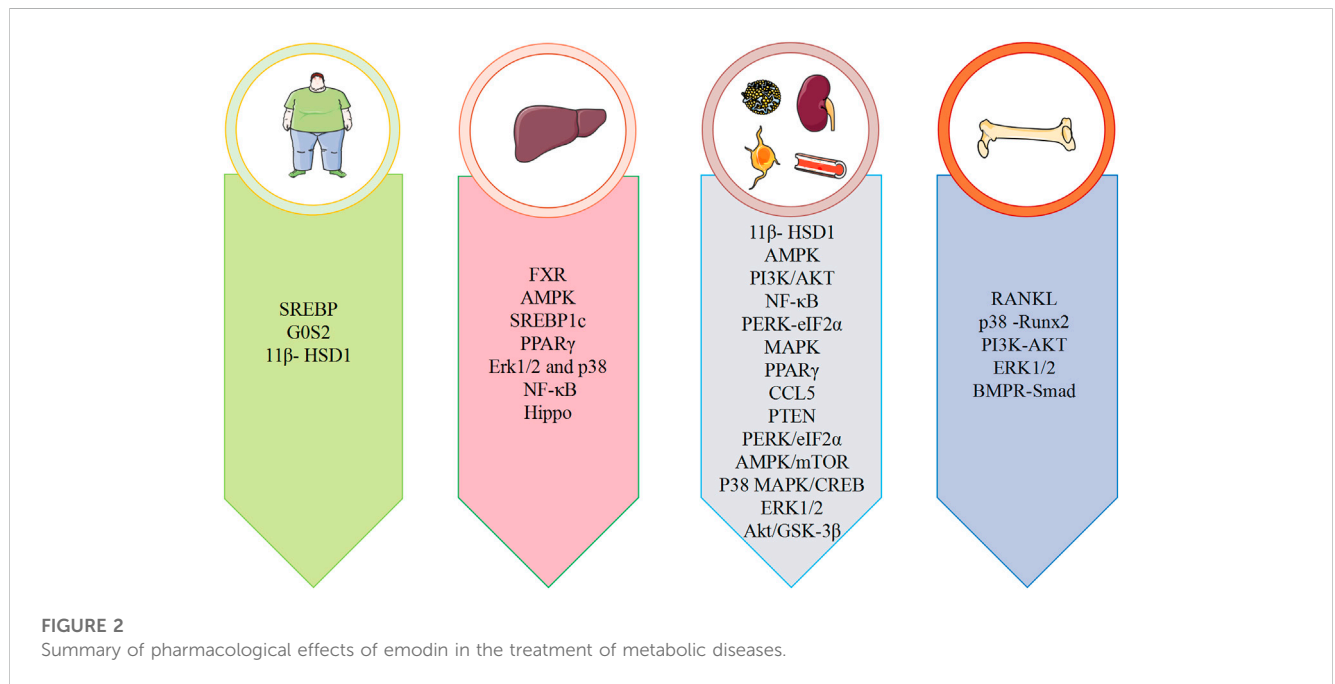 SREBP
G0S2
11β- HSD1
FXR
AMPK
SREBP1c
PPARγ
Erk1/2 and p38
NF-κB
Hippo
11β- HSD1
AMPK
PI3K/AKT
NF-κB
PERK-eIF2α
MAPK
PPARγ
CCL5
PTEN
PERK/eIF2α
AMPK/mTOR
P38 MAPK/CREB
ERK1/2
Akt/GSK-3β
RANKL
p38 -Runx2
PI3K-AKT
ERK1/2
BMPR-Smad
FIGURE 2
Summary of pharmacological effects of emodin in the treatment of metabolic diseases.